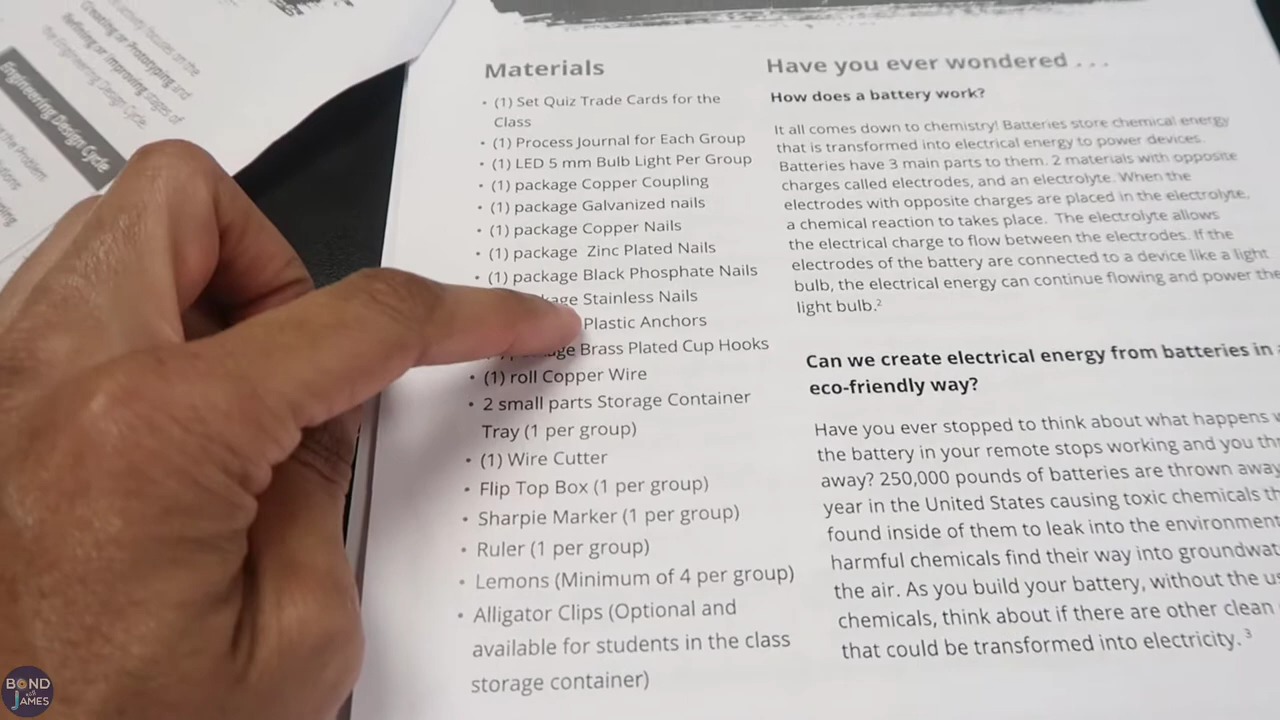 Creating or Prototyping and
Refining or Improving stages of
the Engineering Design Cycle.
Engineering Design Cycle
the Problem
Materials
• (1) Set Quiz Trade Cards for the
Class
• (1) Process Journal for Each Group
• (1) LED 5 mm Bulb Light Per Group
• (1) package Copper Coupling
• (1) package Galvanized nails
• (1) package Copper Nails
• (1) package Zinc Plated Nails
• (1) package Black Phosphate Nails
Stainless Nails
Plastic Anchors
Brass Plated Cup Hooks
• (1) roll Copper Wire
• 2 small parts Storage Container
Tray (1 per group)
• (1) Wire Cutter
• Flip Top Box (1 per group)
• Sharpie Marker (1 per group)
• Ruler (1 per group)
• Lemons (Minimum of 4 per group)
• Alligator Clips (Optional and
available for students in the class
storage container)
Have you ever wondered . . .
How does a battery work?
It all comes down to chemistry! Batteries store chemical energy
that is transformed into electrical energy to power devices.
Batteries have 3 main parts to them. 2 materials with opposite
charges called electrodes, and an electrolyte. When the
electrodes with opposite charges are placed in the electrolyte,
a chemical reaction to takes place. The electrolyte allows
the electrical charge to flow between the electrodes. If the
electrodes of the battery are connected to a device like a light
bulb, the electrical energy can continue flowing and power the
light bulb.2
Can we create electrical energy from batteries in
eco-friendly way?
Have you ever stopped to think about what happens
the battery in your remote stops working and you
away? 250,000 pounds of batteries are thrown away
year in the United States causing toxic chemicals
found inside of them to leak into the environment
harmful chemicals find their way into
the air. As you build your battery, without the
chemicals, think about if there are other clean
that could be transformed into electricity. 3
BOND
JAMES